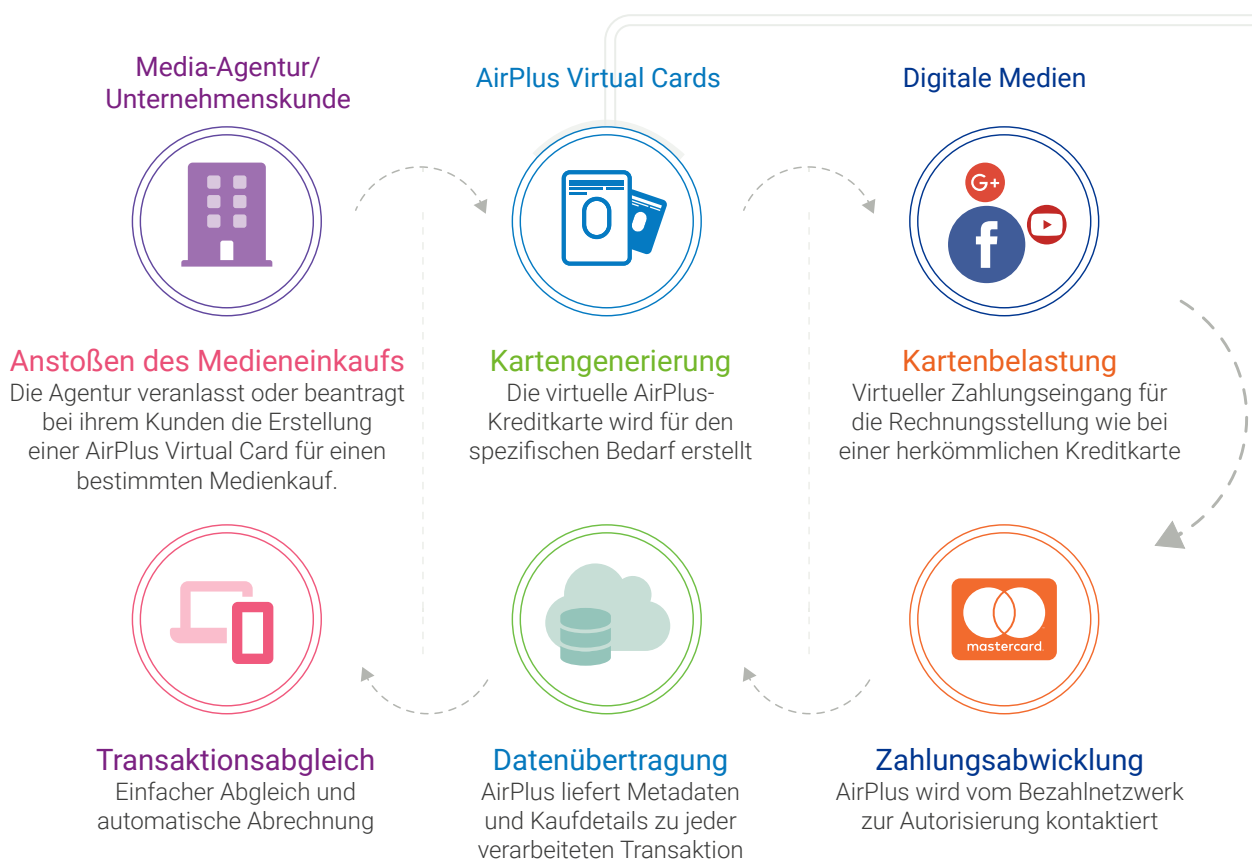 Media-Agentur/
Unternehmenskunde
AirPlus Virtual Cards
Digitale Medien
G+
f
Anstoßen des Medieneinkaufs
Die Agentur veranlasst oder beantragt
bei ihrem Kunden die Erstellung
einer AirPlus Virtual Card für einen
bestimmten Medienkauf.
Kartengenerierung
Die virtuelle AirPlus-
Kreditkarte wird für den
spezifischen Bedarf erstellt
Kartenbelastung
Virtueller Zahlungseingang für
die Rechnungsstellung wie bei
einer herkömmlichen Kreditkarte
mastercard.
Transaktionsabgleich
Einfacher Abgleich und
automatische Abrechnung
Datenübertragung
AirPlus liefert Metadaten
und Kaufdetails zu jeder
verarbeiteten Transaktion
Zahlungsabwicklung
AirPlus wird vom Bezahlnetzwerk
zur Autorisierung kontaktiert